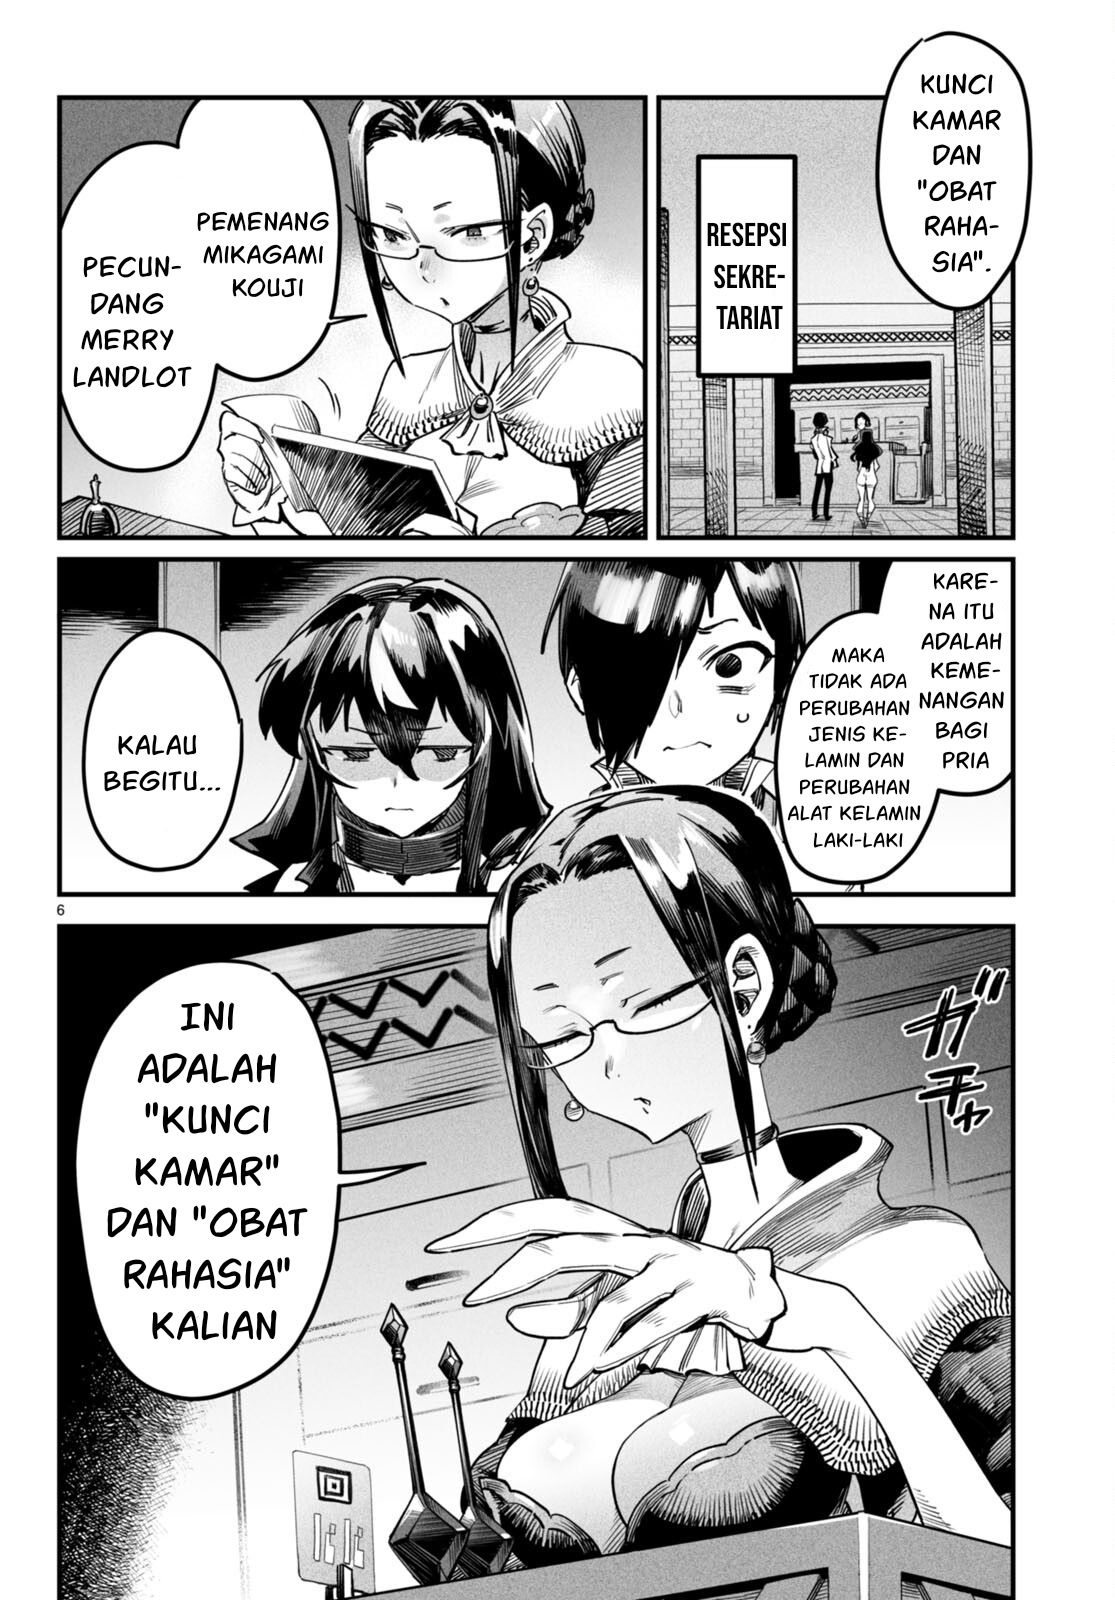 KUNCI
KAMAR
DAN
"OBAT
RAHA-
SIA".
RESEPSI
SEKRE-
TARIAT
PEMENANG
MIKAGAMI
KOUJI
PECUN-
DANG
MERRY
LANDLOT
KARE-
NA ITU
ADALAH
KEME-
NANGAN
BAGI
PRIA
MAKA
TIDAK ADA
PERUBAHAN
JENIS KE-
LAMIN DAN
PERUBAHAN
ALAT KELAMIN
LAKI-LAKI
KALAU
BEGITU...
6
INI
ADALAH
"KUNCI
KAMAR"
DAN "OBAT
RAHASIA"
KALIAN
ガチャ